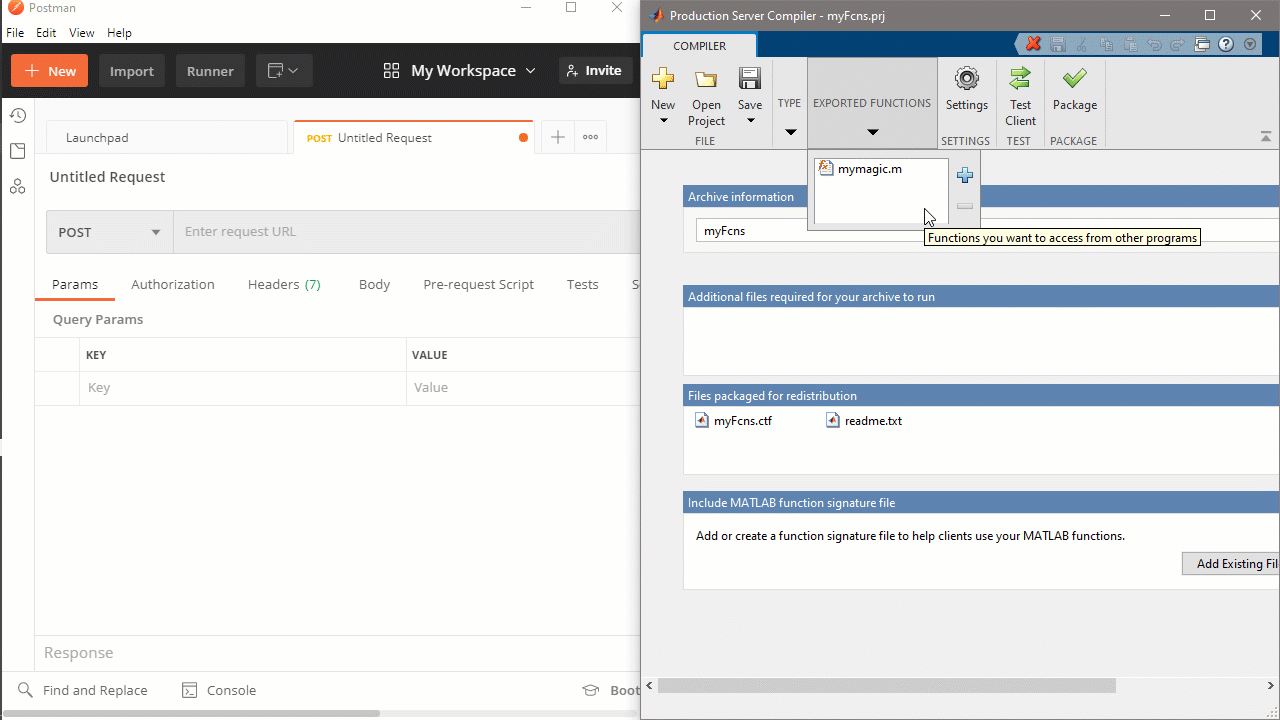 Postman
File Edit View Help
New Import Runner My Workspace Invite
Launchpad
POST Untitled Request
Untitled Request
POST Enter request URL
Params Authorization Headers (7) Body Pre-request Script Tests S
Query Params
KEY VALUE
Key Value
Response
Find and Replace Console Boot
Production Server Compiler - myFcns.prj
COMPILER
New Open Project Save TYPE EXPORTED FUNCTIONS Settings Test Client Package
FILE SETTINGS TEST PACKAGE
mymagic.m
Archive information
myFcns
Functions you want to access from other programs
Additional files required for your archive to run
Files packaged for redistribution
myFcns.ctf readme.txt
Include MATLAB function signature file
Add or create a function signature file to help clients use your MATLAB functions.
Add Existing Fil